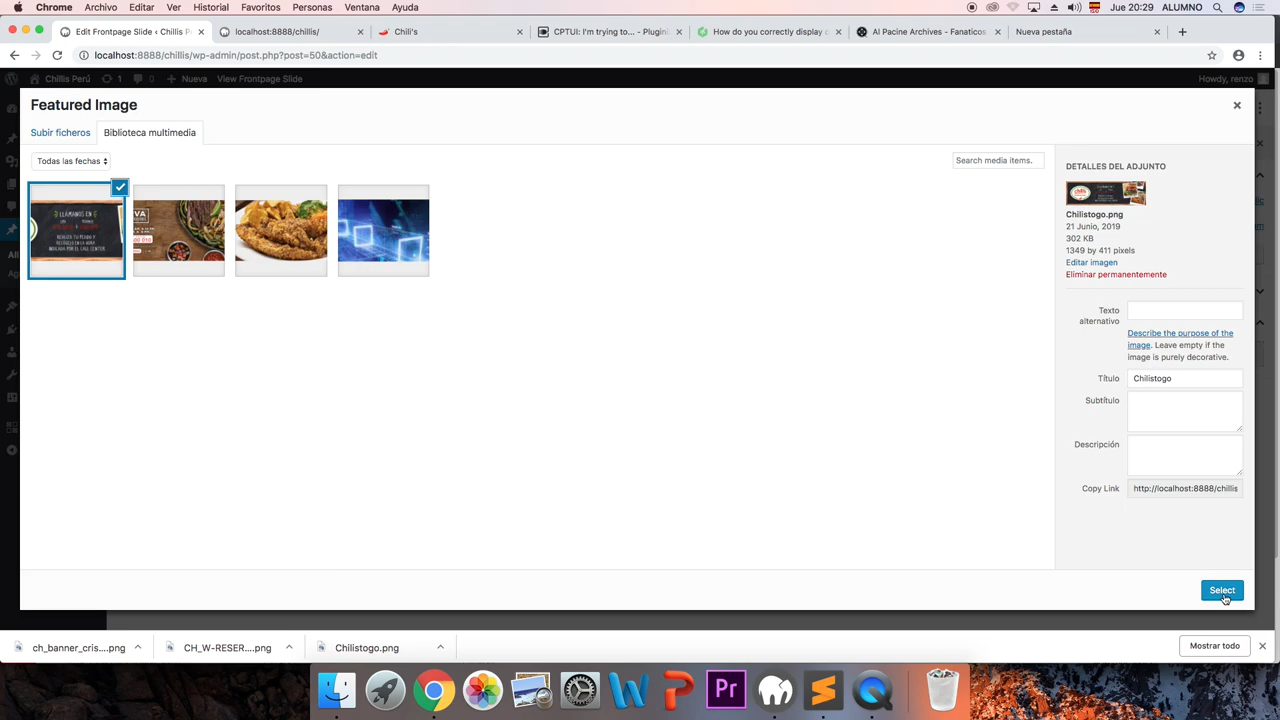 Chrome Archivo Editar Ver Historial Favoritos Personas Ventana Ayuda Jue 20:29 ALUMNO
Edit Frontpage Slide ‹ Chillis P localhost:8888/chillis/ Chili's CPTUI: I'm trying to... - Plugini How do you correctly display c Al Pacine Archives - Fanaticos Nueva pestaña
localhost:8888/chillis/wp-admin/post.php?post=50&action=edit
Chillis Perú 1 0 Nueva View Frontpage Slide Howdy, renzo
Featured Image
Subir ficheros Biblioteca multimedia
Todas las fechas Search media items.
LLÁMANOS EN
DETALLES DEL ADJUNTO
Chilistogo.png
21 Junio, 2019
302 KB
1349 by 411 pixels
Editar imagen
Eliminar permanentemente
Texto alternativo
Describe the purpose of the
image. Leave empty if the
image is purely decorative.
Título Chilistogo
Subtítulo
Descripción
Copy Link http://localhost:8888/chillis
Select
ch_banner_cris....png CH_W-RESER....png Chilistogo.png Mostrar todo